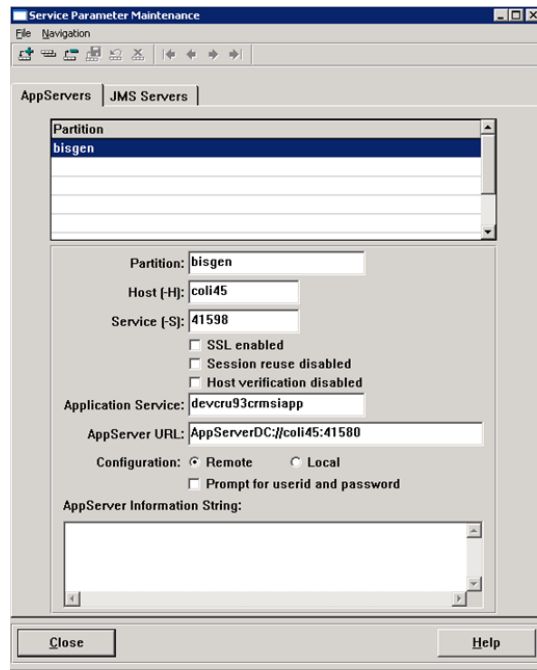 Service Parameter Maintenance
File Navigation
AppServers JMS Servers
Partition
bisgen
Partition: bisgen
Host (-H): coli45
Service (-S): 41598
SSL enabled
Session reuse disabled
Host verification disabled
Application Service: devcru93crmsiapp
AppServer URL: AppServerDC://coli45:41580
Configuration: Remote Local
Prompt for userid and password
AppServer Information String:
Close Help